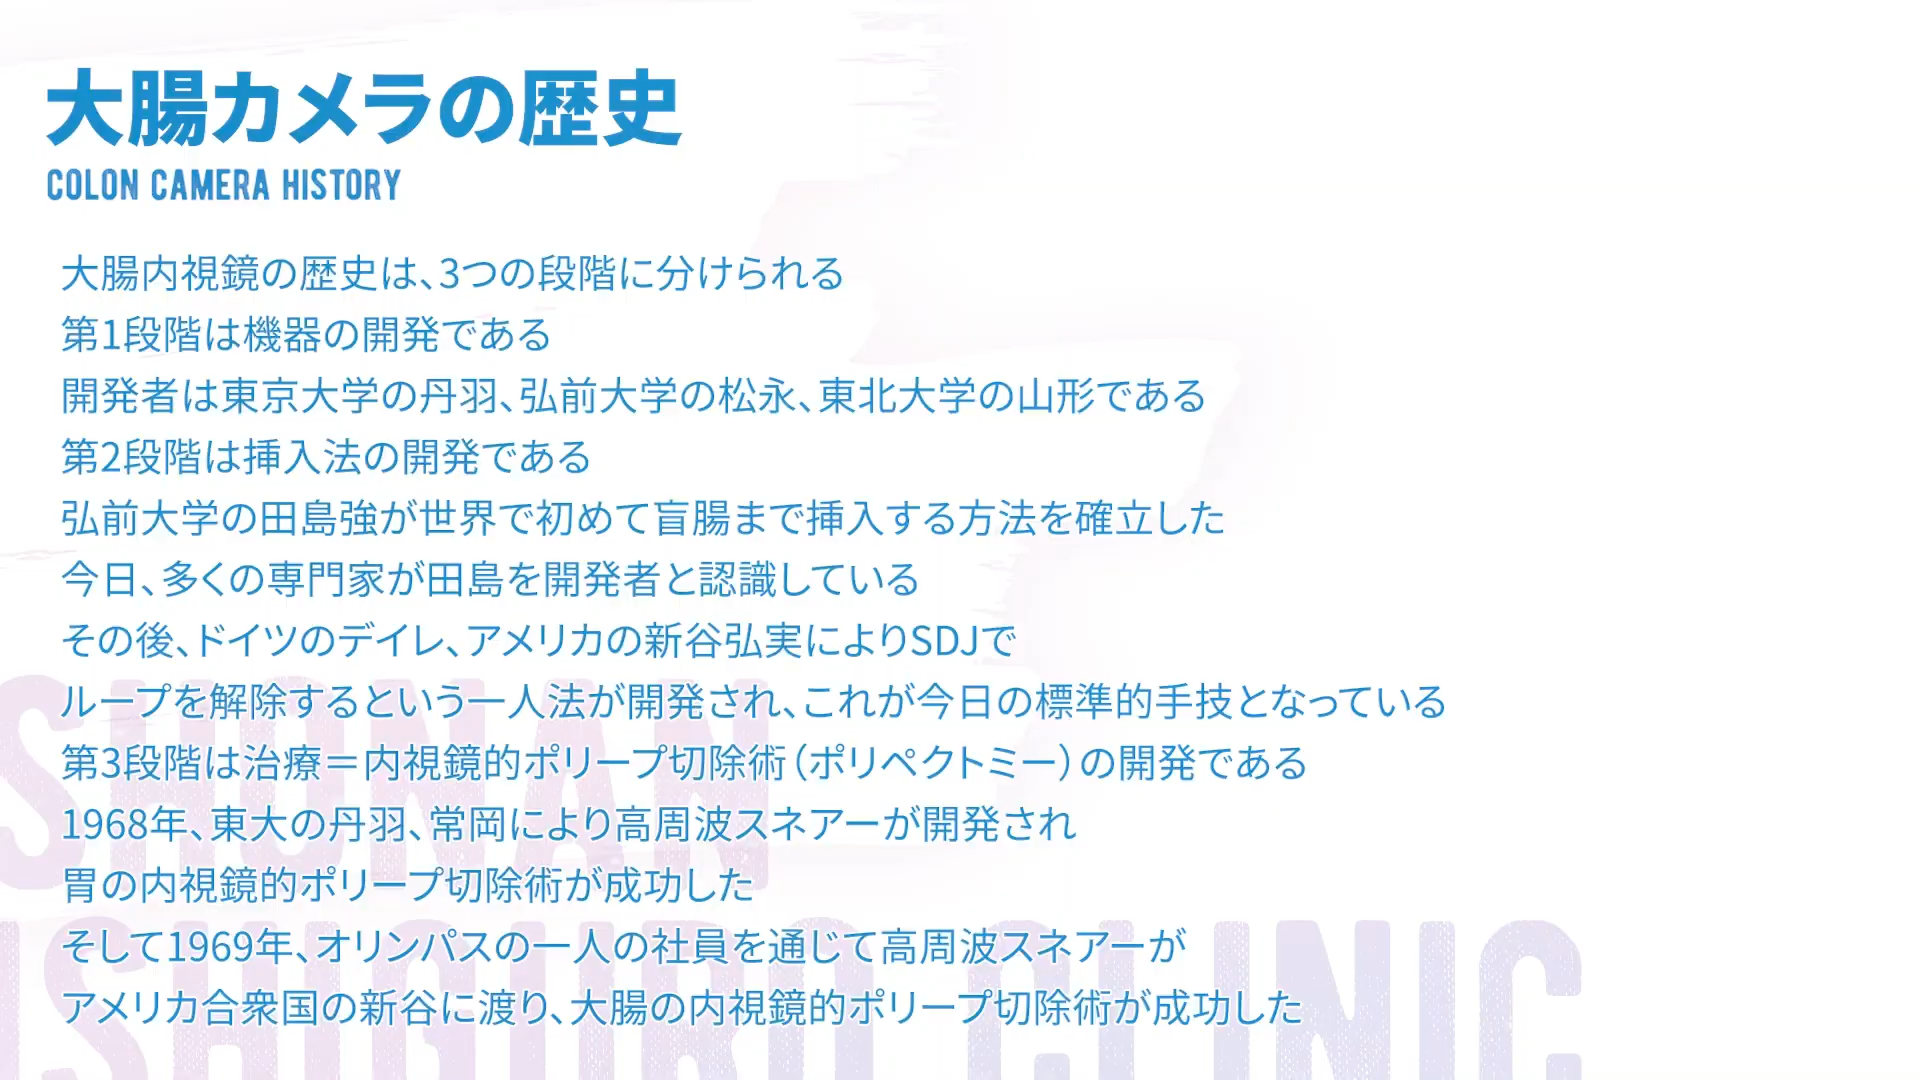 大腸カメラの歴史
COLON CAMERA HISTORY
大腸内視鏡の歴史は、3つの段階に分けられる
第1段階は機器の開発である
開発者は東京大学の丹羽、弘前大学の松永、東北大学の山形である
第2段階は挿入法の開発である
弘前大学の田島強が世界で初めて盲腸まで挿入する方法を確立した
今日、多くの専門家が田島を開発者と認識している
その後、ドイツのデイレ、アメリカの新谷弘実によりSDJで
ループを解除するという一人法が開発され、これが今日の標準的手技となっている
第3段階は治療＝内視鏡的ポリープ切除術（ポリペクトミー）の開発である
1968年、東大の丹羽、常岡により高周波スネアーが開発され
胃の内視鏡的ポリープ切除術が成功した
そして1969年、オリンパスの一人の社員を通じて高周波スネアーが
アメリカ合衆国の新谷に渡り、大腸の内視鏡的ポリープ切除術が成功した
SHONAN
ISHIGURO CLINIC